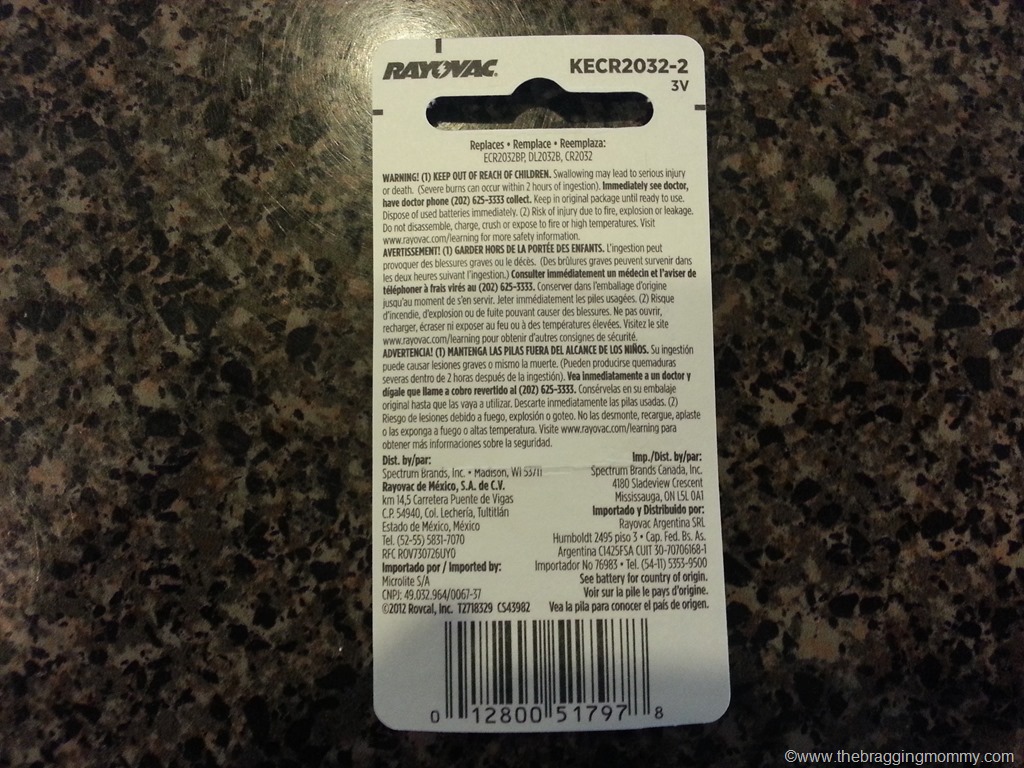 RAYOVAC
KECR2032-2
3V
Replaces • Remplace • Reemplaza:
ECR2032BP, DL2032B, CR2032
WARNING! (1) KEEP OUT OF REACH OF CHILDREN. Swallowing may lead to serious injury
or death. (Severe burns can occur within 2 hours of ingestion). Immediately see doctor,
have doctor phone (202) 625-3333 collect. Keep in original package until ready to use.
Dispose of used batteries immediately. (2) Risk of injury due to fire, explosion or leakage.
Do not disassemble, charge, crush or expose to fire or high temperatures. Visit
www.rayovac.com/learning for more safety information.
AVERTISSEMENT! (1) GARDER HORS DE LA PORTÉE DES ENFANTS. L'ingestion peut
provoquer des blessures graves ou le décès. (Des brûlures graves peuvent survenir dans
les deux heures suivant l'ingestion.) Consulter immédiatement un médecin et l'aviser de
téléphoner à frais virés au (202) 625-3333. Conserver dans l'emballage d'origine
jusqu'au moment de s'en servir. Jeter immédiatement les piles usagées. (2) Risque
d'incendie, d'explosion ou de fuite pouvant causer des blessures. Ne pas ouvrir,
recharger, écraser ni exposer au feu ou à des températures élevées. Visitez le site
www.rayovac.com/learning pour obtenir d'autres consignes de sécurité.
ADVERTENCIA! (1) MANTENGA LAS PILAS FUERA DEL ALCANCE DE LOS NIÑOS. Su ingestión
puede causar lesiones graves o mismo la muerte. (Pueden producirse quemaduras
severas dentro de 2 horas después de la ingestión). Vea inmediatamente a un doctor y
dígale que llame a cobro revertido al (202) 625-3333. Consérvelas en su embalaje
original hasta que las vaya a utilizar. Descarte inmediatamente las pilas usadas. (2)
Riesgo de lesiones debido a fuego, explosión o goteo. No las desmonte, recargue, aplaste
o las exponga a fuego o altas temperatura. Visite www.rayovac.com/learning para
obtener más informaciones sobre la seguridad.
Dist. by/par:
Spectrum Brands, Inc. • Madison, WI 53711
Rayovac de México, S.A. de C.V.
km 14,5 Carretera Puente de Vigas
C.P. 54940, Col. Lechería, Tultitlán
Estado de México, México
Tel. (52-55) 5831-7070
RFC ROV730726UY0
Importado por / Imported by:
Microlite S/A
CNPJ: 49.032.964/0067-37
©2012 Rovcal, Inc. T2718329 CS43982
Imp./Dist. by/par:
Spectrum Brands Canada, Inc.
4180 Sladeview Crescent
Mississauga, ON L5L 0A1
Importado y Distribuido por:
Rayovac Argentina SRL
Humboldt 2495 piso 3 • Cap. Fed. Bs. As.
Argentina C1425FSA CUIT 30-70706168-1
Importador No 76983 • Tel. (54-11) 5353-9500
See battery for country of origin.
Voir sur la pile le pays d'origine.
Vea la pila para conocer el país de origen.
0 12800 51797 8
©www.thebraggingmommy.com